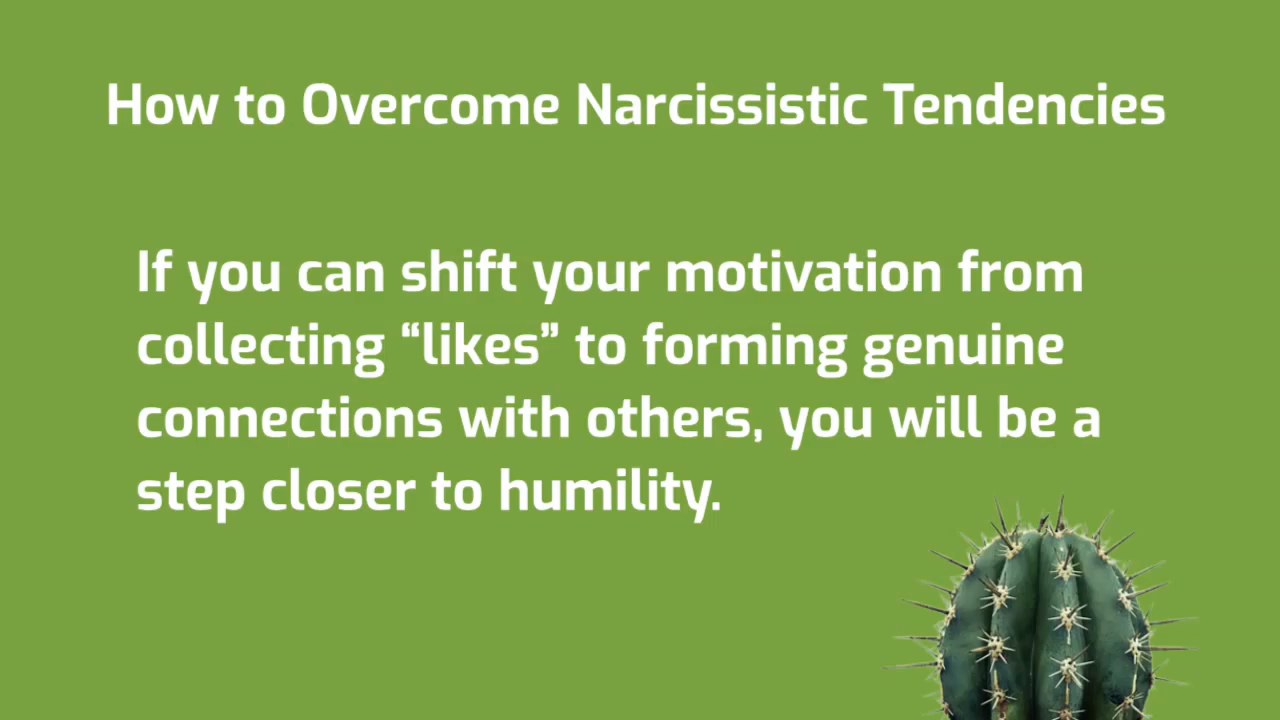 How to Overcome Narcissistic Tendencies
If you can shift your motivation from
collecting “likes” to forming genuine
connections with others, you will be a
step closer to humility.